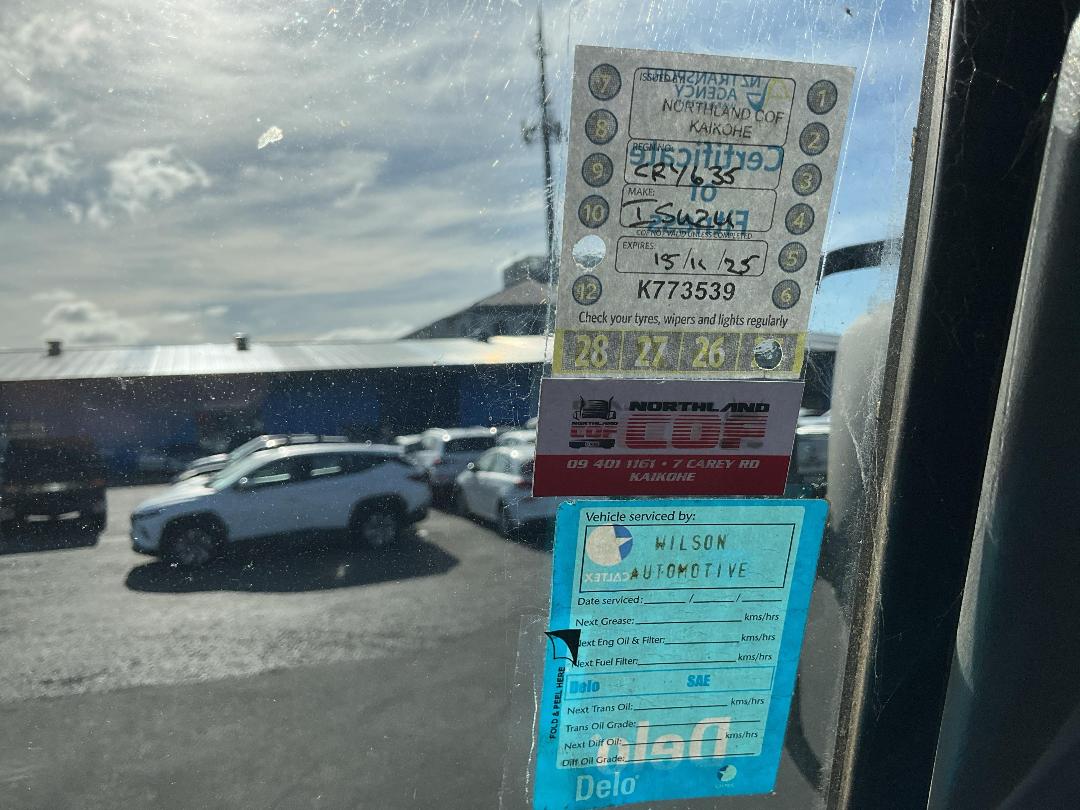 7
8
9
10
12
1
2
3
4
5
6
ISSUED AT:
NZ TRANSPORT
AGENCY
NORTHLAND COF
KAIKOHE
Certificate
of
Fitness
REGN NO:
CRY635
MAKE:
ISUZU
COF NOT VALID UNLESS COMPLETED
EXPIRES:
15/11/25
K773539
Check your tyres, wipers and lights regularly
28 27 26
NORTHLAND
COF
09 401 1161 • 7 CAREY RD
KAIKOHE
Vehicle serviced by:
WILSON
AUTOMOTIVE
CALTEX
Date serviced: / /
Next Grease: kms/hrs
Next Eng Oil & Filter: kms/hrs
Next Fuel Filter: kms/hrs
Delo SAE
Next Trans Oil: kms/hrs
Trans Oil Grade:
Next Diff Oil: kms/hrs
Diff Oil Grade:
FOLD & PEEL HERE
Delo
Delo